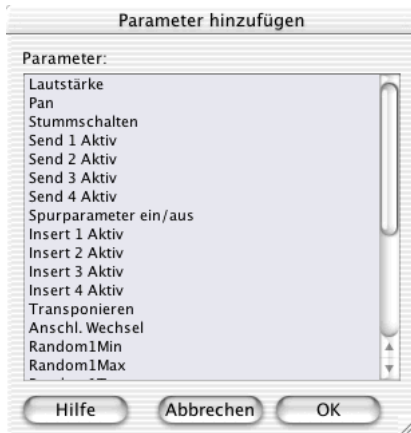 Parameter hinzufügen
Parameter:
Lautstärke
Pan
Stummschalten
Send 1 Aktiv
Send 2 Aktiv
Send 3 Aktiv
Send 4 Aktiv
Spurparameter ein/aus
Insert 1 Aktiv
Insert 2 Aktiv
Insert 3 Aktiv
Insert 4 Aktiv
Transponieren
Anschl. Wechsel
Random1Min
Random1Max
Hilfe Abbrechen OK